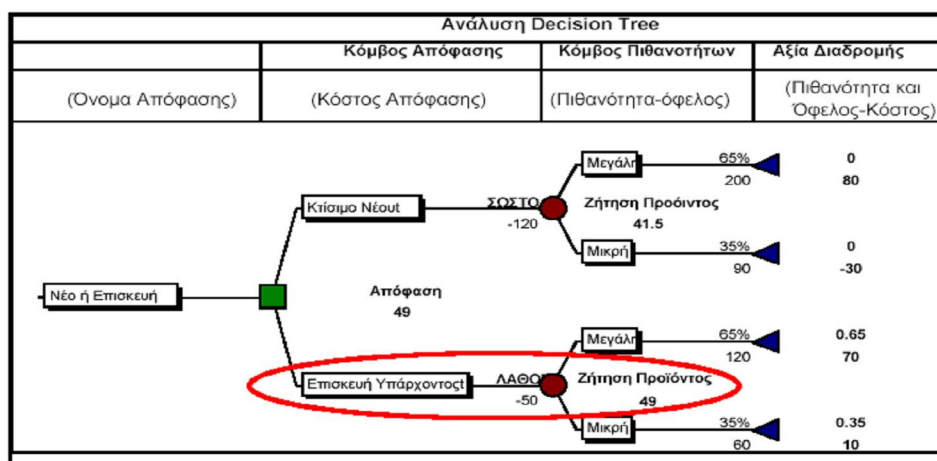 Ανάλυση Decision Tree
Κόμβος Απόφασης Κόμβος Πιθανοτήτων Αξία Διαδρομής
(Όνομα Απόφασης) (Κόστος Απόφασης) (Πιθανότητα-όφελος) (Πιθανότητα και
Όφελος-Κόστος)
Μεγάλη 65% 0
200 80
Κτίσιμο Νέουt ΣΩΣΤΟ Ζήτηση Προόιντος
-120 41.5
Μικρή 35% 0
90 -30
Νέο ή Επισκευή Απόφαση
49
Μεγάλη 65% 0.65
120 70
Επισκευή Υπάρχοντοςt ΛΑΘΟ Ζήτηση Προϊόντος
-50 49
Μικρή 35% 0.35
60 10